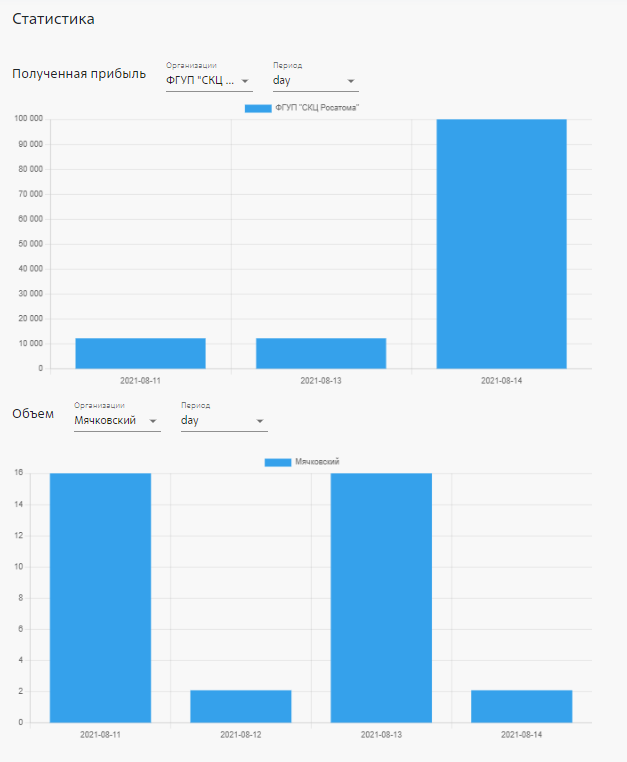 Статистика
Полученная прибыль
Организации
ФГУП "СКЦ ...
Период
day
ФГУП "СКЦ Росатома"
100 000
90 000
80 000
70 000
60 000
50 000
40 000
30 000
20 000
10 000
0
2021-08-11 2021-08-13 2021-08-14
Объем
Организации
Мячковский
Период
day
Мячковский
16
14
12
10
8
6
4
2
0
2021-08-11 2021-08-12 2021-08-13 2021-08-14